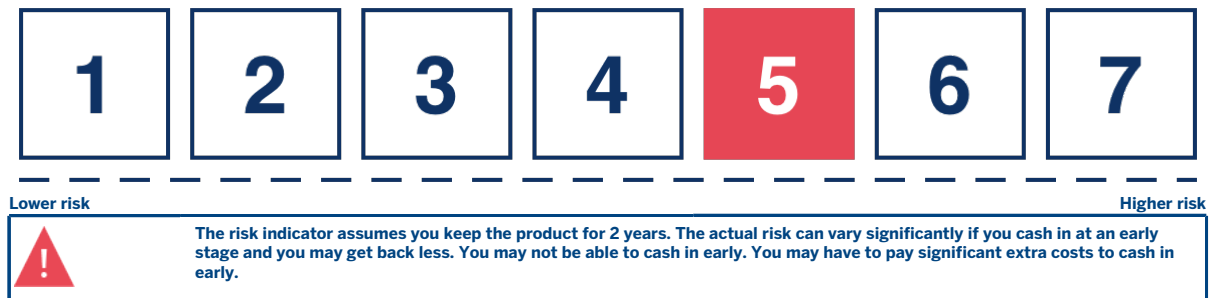 1 2 3 4 5 6 7
Lower risk Higher risk
!
The risk indicator assumes you keep the product for 2 years. The actual risk can vary significantly if you cash in at an early
stage and you may get back less. You may not be able to cash in early. You may have to pay significant extra costs to cash in
early.